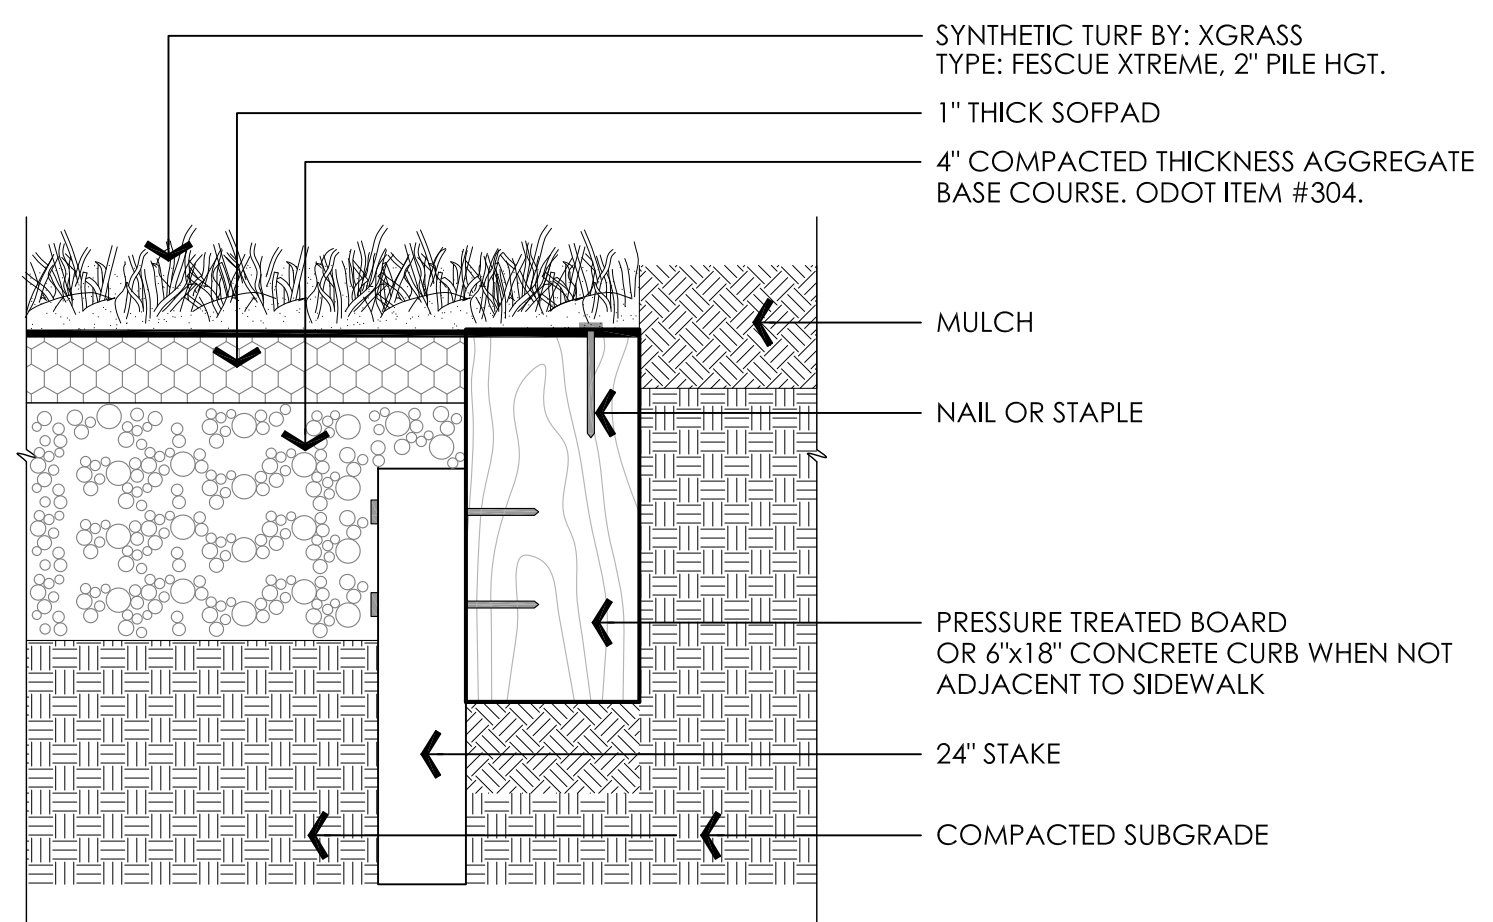 SYNTHETIC TURF BY: XGRASS
TYPE: FESCUE XTREME, 2" PILE HGT.
1" THICK SOFPAD
4" COMPACTED THICKNESS AGGREGATE
BASE COURSE. ODOT ITEM #304.
MULCH
NAIL OR STAPLE
PRESSURE TREATED BOARD
OR 6"x18" CONCRETE CURB WHEN NOT
ADJACENT TO SIDEWALK
24" STAKE
COMPACTED SUBGRADE